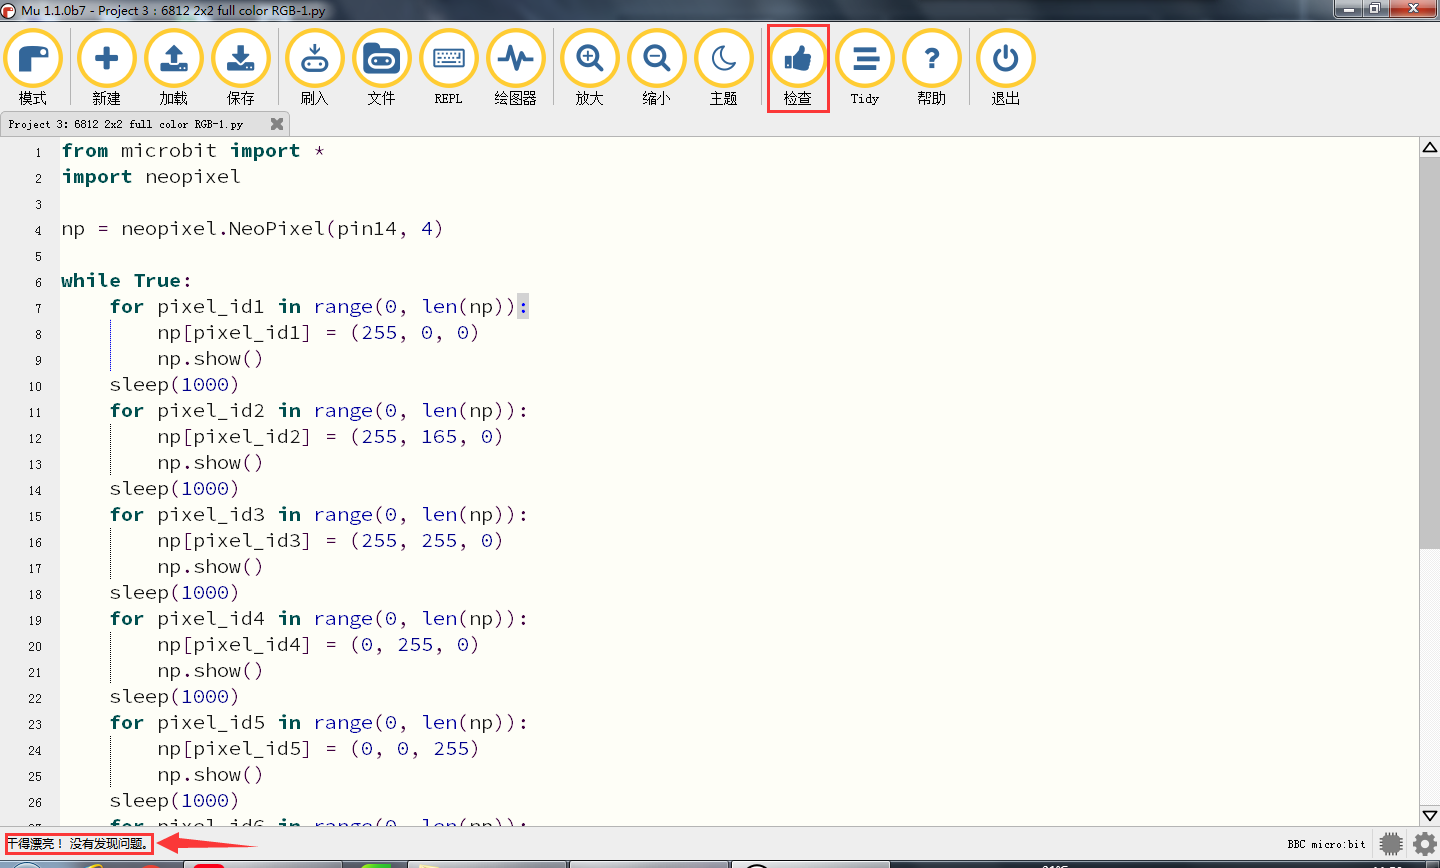 Mu 1.1.0b7 - Project 3：6812 2x2 full color RGB-1.py
模式 新建 加载 保存 刷入 文件 REPL 绘图器 放大 缩小 主题 检查 Tidy 帮助 退出
Project 3：6812 2x2 full color RGB-1.py
1 from microbit import *
2 import neopixel
3
4 np = neopixel.NeoPixel(pin14, 4)
5
6 while True:
7 for pixel_id1 in range(0, len(np)):
8 np[pixel_id1] = (255, 0, 0)
9 np.show()
10 sleep(1000)
11 for pixel_id2 in range(0, len(np)):
12 np[pixel_id2] = (255, 165, 0)
13 np.show()
14 sleep(1000)
15 for pixel_id3 in range(0, len(np)):
16 np[pixel_id3] = (255, 255, 0)
17 np.show()
18 sleep(1000)
19 for pixel_id4 in range(0, len(np)):
20 np[pixel_id4] = (0, 255, 0)
21 np.show()
22 sleep(1000)
23 for pixel_id5 in range(0, len(np)):
24 np[pixel_id5] = (0, 0, 255)
25 np.show()
26 sleep(1000)
27 for pixel_id6 in range(0, len(np)):
干得漂亮！ 没有发现问题。
BBC micro:bit